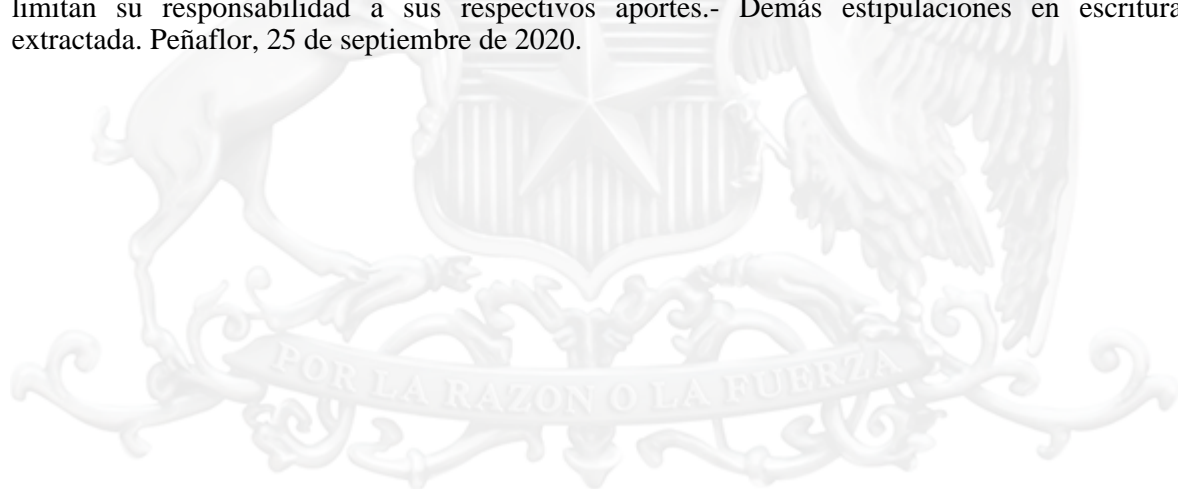 limitan su responsabilidad a sus respectivos aportes.- Demás estipulaciones en escritura
extractada. Peñaflor, 25 de septiembre de 2020.
POR LA RAZON O LA FUERZA